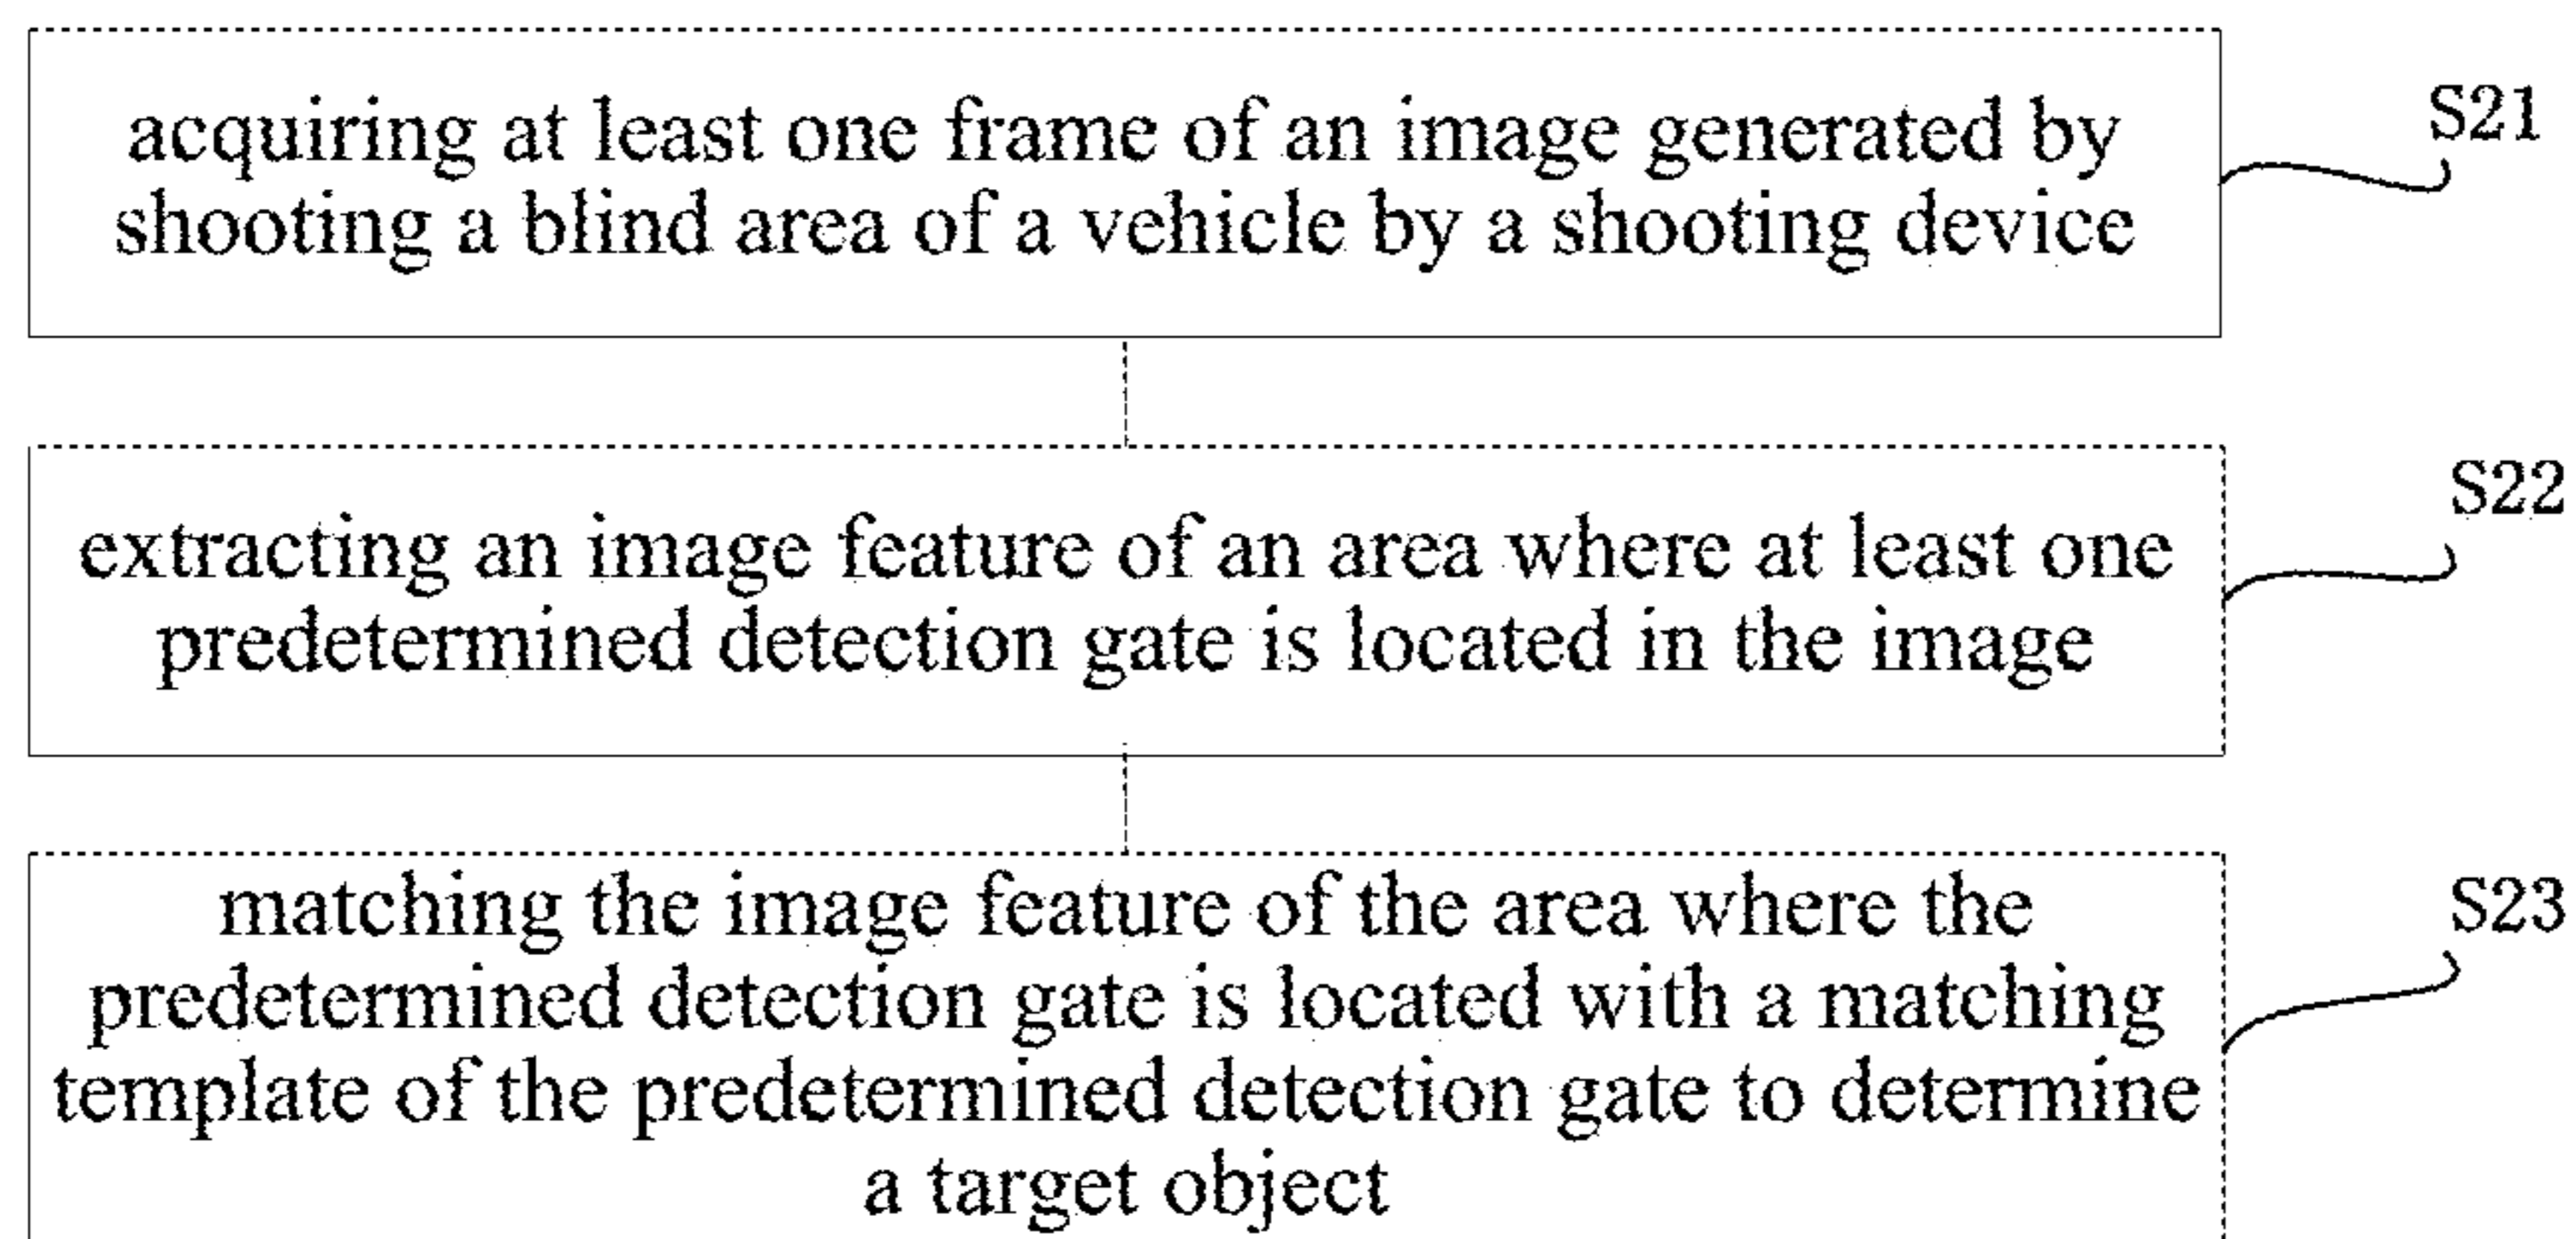 acquiring at least one frame of an image generated by
shooting a blind area of a vehicle by a shooting device
S21
extracting an image feature of an area where at least one
predetermined detection gate is located in the image
S22
matching the image feature of the area where the
predetermined detection gate is located with a matching
template of the predetermined detection gate to determine
a target object
S23